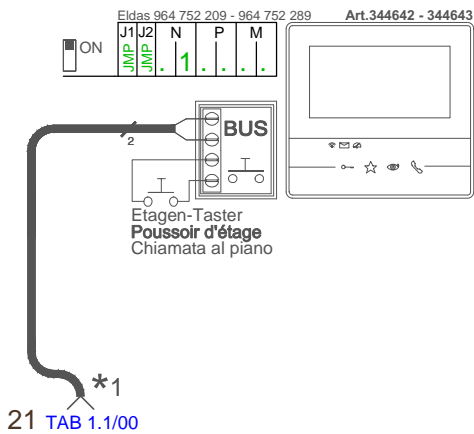 Eldas 964 752 209 - 964 752 289 Art.344642 - 344643
ON
J1 J2 N P M
JMP JMP . 1 . . . .
BUS
2
Etagen-Taster
Poussoir d'étage
Chiamata al piano
*1
21 TAB 1.1/00